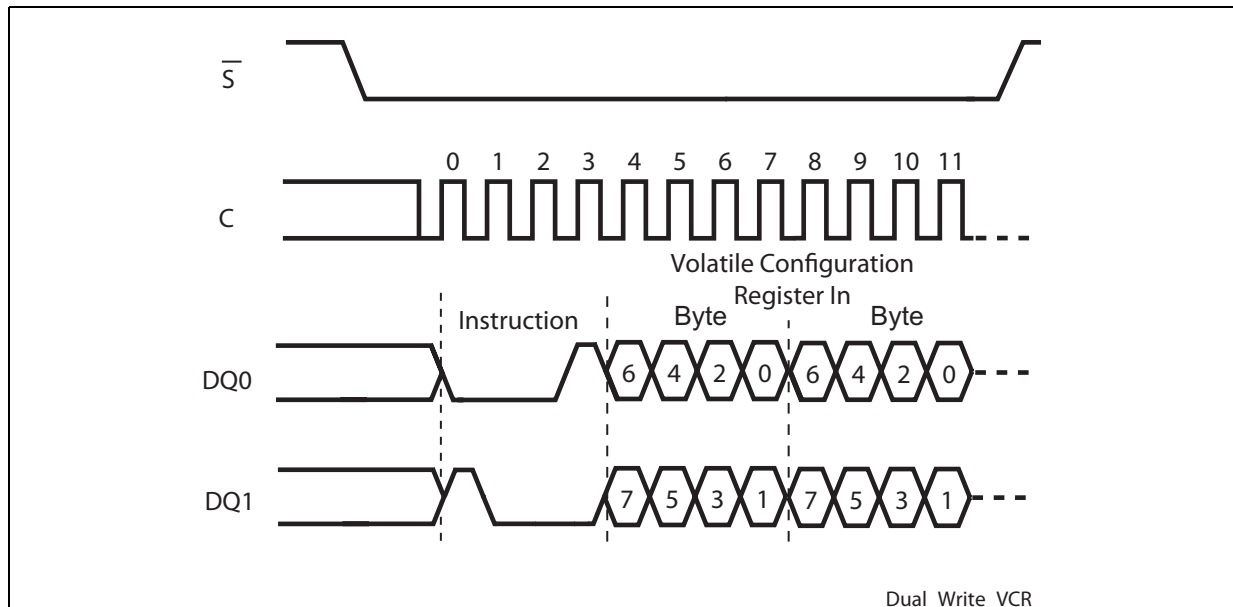 S
0 1 2 3 4 5 6 7 8 9 10 11
C
Volatile Configuration
Register In
Instruction Byte Byte
DQ0 6 4 2 0 6 4 2 0
DQ1 7 5 3 1 7 5 3 1
Dual Write VCR